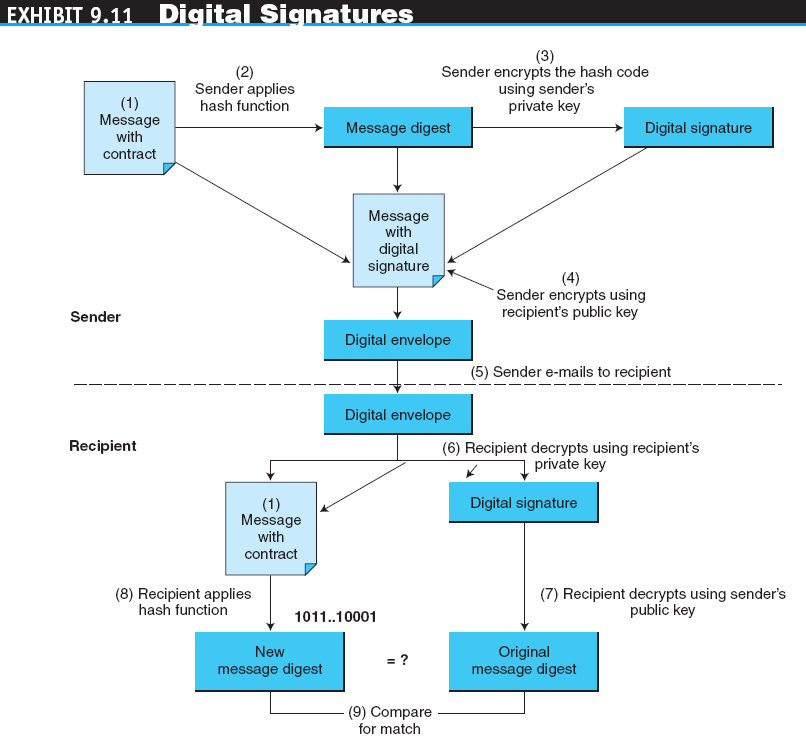 EXHIBIT 9.11 Digital Signatures
(1)
Message
with
contract
(2)
Sender applies
hash function
Message digest
(3)
Sender encrypts the hash code
using sender's
private key
Digital signature
Message
with
digital
signature
(4)
Sender encrypts using
recipient's public key
Sender
Digital envelope
(5) Sender e-mails to recipient
Digital envelope
Recipient
(6) Recipient decrypts using recipient's
private key
(1)
Message
with
contract
Digital signature
(8) Recipient applies
hash function
(7) Recipient decrypts using sender's
public key
1011..10001
New
message digest
= ?
Original
message digest
(9) Compare
for match